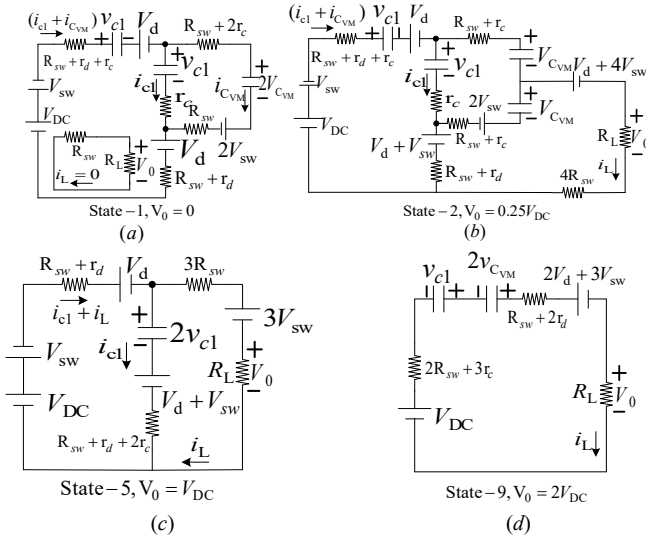 (i_c1 + i_CVM) v_c1 V_d R_sw + 2r_c
R_sw + r_d + r_c
+ - + v_c1 -
V_sw
i_c1 r_c i_CVM + 2V_CVM -
V_DC
R_sw R_sw
V_d 2V_sw
R_L + V_0 -
i_L = 0 R_sw + r_d
State-1, V_0 = 0
(a)
(i_c1 + i_CVM) v_c1 V_d R_sw + r_c
R_sw + r_d + r_c
+ - + v_c1 - + V_CVM - V_d + 4V_sw
V_sw
i_c1 r_c 2V_sw + V_CVM -
V_DC
R_sw + r_c
V_d + V_sw
R_L + V_0 -
i_L
R_sw + r_d 4R_sw
State-2, V_0 = 0.25V_DC
(b)
R_sw + r_d V_d 3R_sw
i_c1 + i_L
+ 2v_c1 3V_sw
V_sw i_c1
V_DC V_d + V_sw R_L + V_0 -
R_sw + r_d + 2r_c
i_L
State-5, V_0 = V_DC
(c)
v_c1 2v_CVM 2V_d + 3V_sw
- + - +
R_sw + 2r_d
2R_sw + 3r_c
V_DC R_L + V_0 -
i_L
State-9, V_0 = 2V_DC
(d)